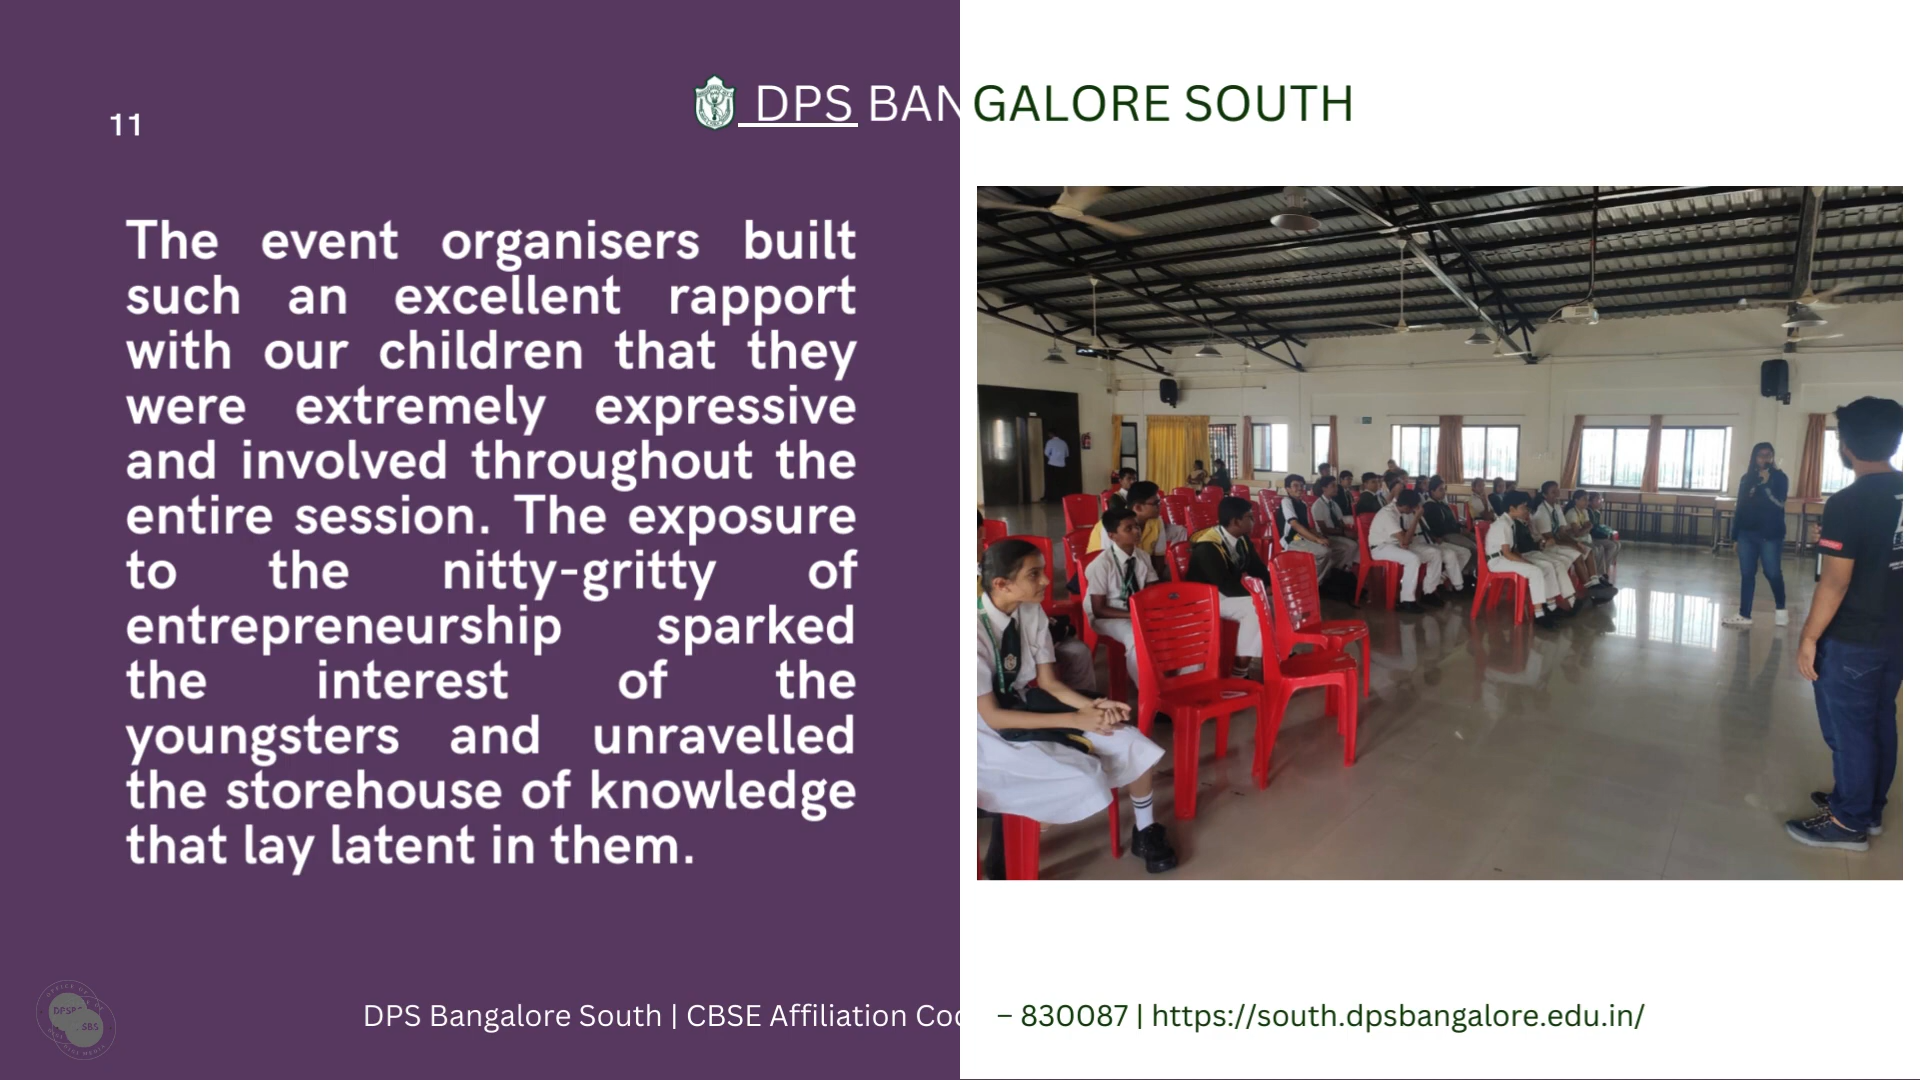 DPS BANGALORE SOUTH
11
The event organisers built
such an excellent rapport
with our children that they
were extremely expressive
and involved throughout the
entire session. The exposure
to the nitty-gritty of
entrepreneurship sparked
the interest of the
youngsters and unravelled
the storehouse of knowledge
that lay latent in them.
DPS Bangalore South | CBSE Affiliation Cod – 830087 | https://south.dpsbangalore.edu.in/